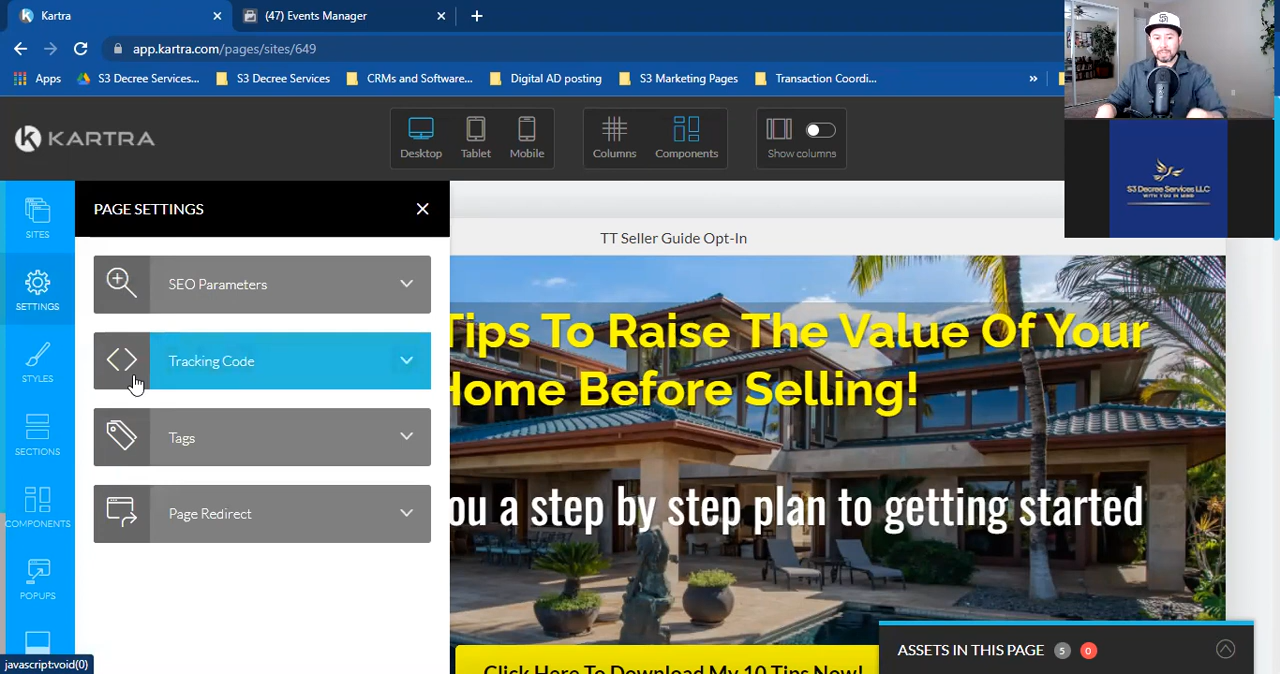 Kartra
(47) Events Manager
app.kartra.com/pages/sites/649
Apps
S3 Decree Services...
S3 Decree Services
CRMs and Software...
Digital AD posting
S3 Marketing Pages
Transaction Coordi...
»
KARTRA
Desktop
Tablet
Mobile
Columns
Components
Show columns
S3 DECREE SERVICES LLC
WITH YOU IN MIND
SITES
SETTINGS
STYLES
SECTIONS
COMPONENTS
POPUPS
PAGE SETTINGS
SEO Parameters
Tracking Code
Tags
Page Redirect
TT Seller Guide Opt-In
Tips To Raise The Value Of Your
Home Before Selling!
ou a step by step plan to getting started
Click Here To Download My 10 Tips Now!
ASSETS IN THIS PAGE 5 0
javascript:void(0)